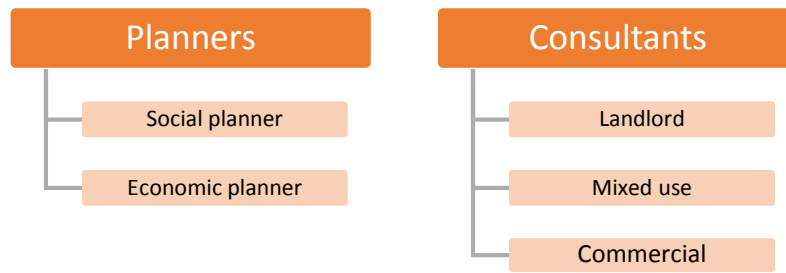 Planners
Social planner
Economic planner
Consultants
Landlord
Mixed use
Commercial